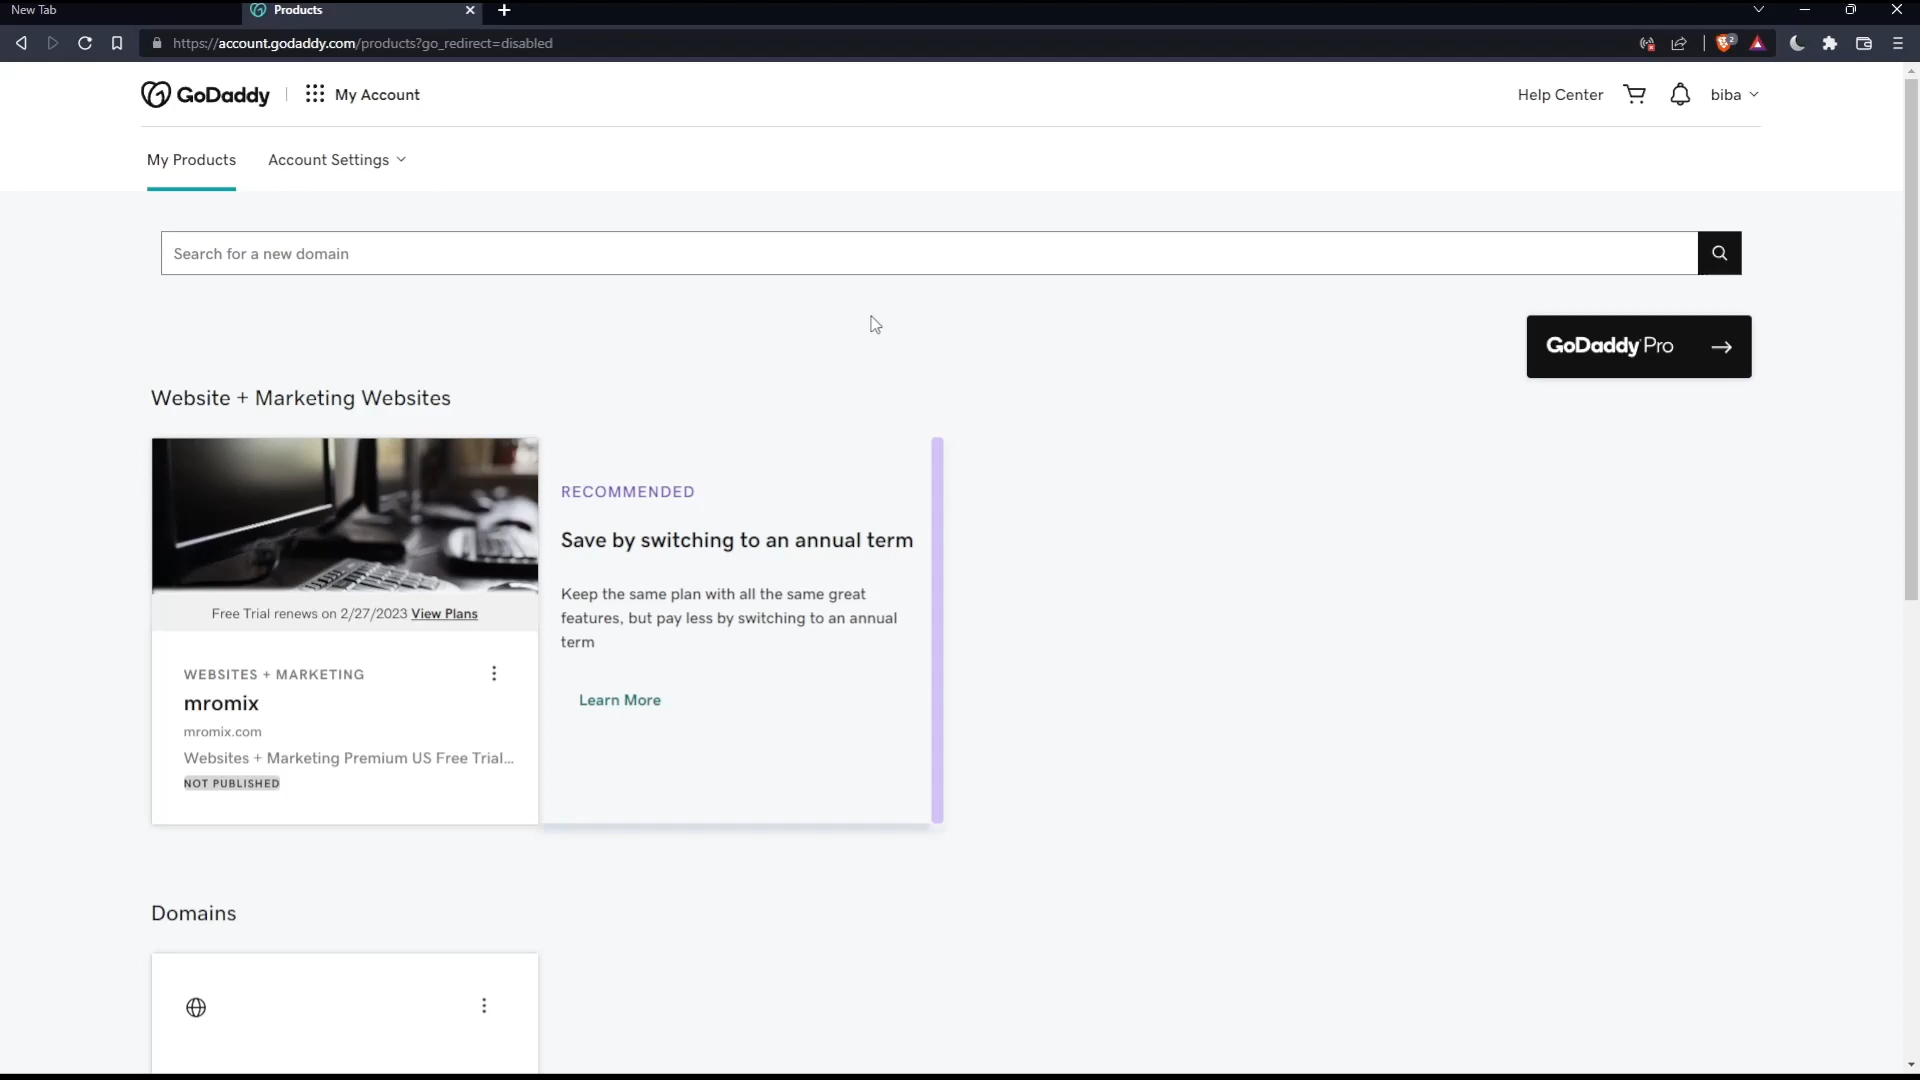 New Tab
Products
https://account.godaddy.com/products?go_redirect=disabled
2
GoDaddy
My Account
Help Center
biba
My Products
Account Settings
Search for a new domain
GoDaddy Pro
Website + Marketing Websites
RECOMMENDED
Save by switching to an annual term
Keep the same plan with all the same great
features, but pay less by switching to an annual
term
Learn More
Free Trial renews on 2/27/2023 View Plans
WEBSITES + MARKETING
mromix
mromix.com
Websites + Marketing Premium US Free Trial...
NOT PUBLISHED
Domains